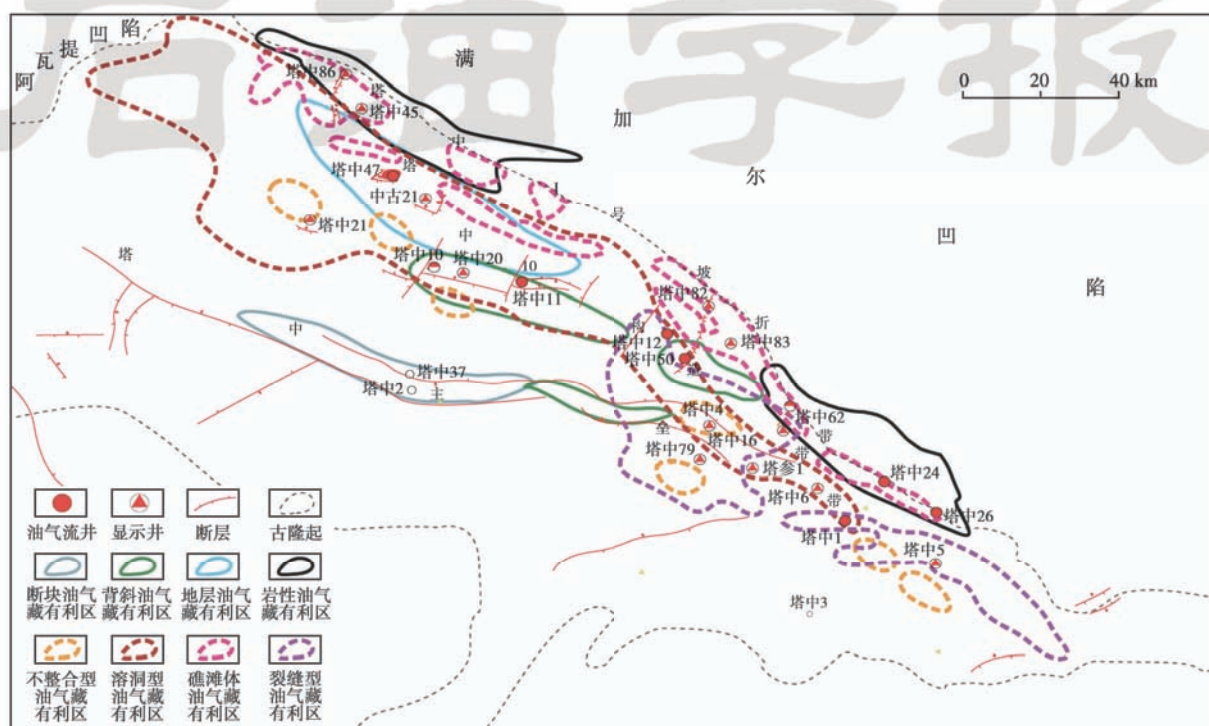 石油学报
阿瓦提凹陷
满加尔凹陷
0 20 40 km
塔中86
塔中45
塔中Ⅰ号坡折带
塔中47
中古21
塔中21
塔中10
塔中20
塔中11
塔中10构造带
塔中82
塔中12
塔中83
塔中50
塔中37
塔中2
塔中主垒带
塔中4
塔中62
塔中16
塔中79
塔参1
塔中24
塔中6
塔中26
塔中1
塔中5
塔中3
油气流井
显示井
断层
古隆起
断块油气
藏有利区
背斜油气
藏有利区
地层油气
藏有利区
岩性油气
藏有利区
不整合型
油气藏
有利区
溶洞型
油气藏
有利区
礁滩体
油气藏
有利区
裂缝型
油气藏
有利区